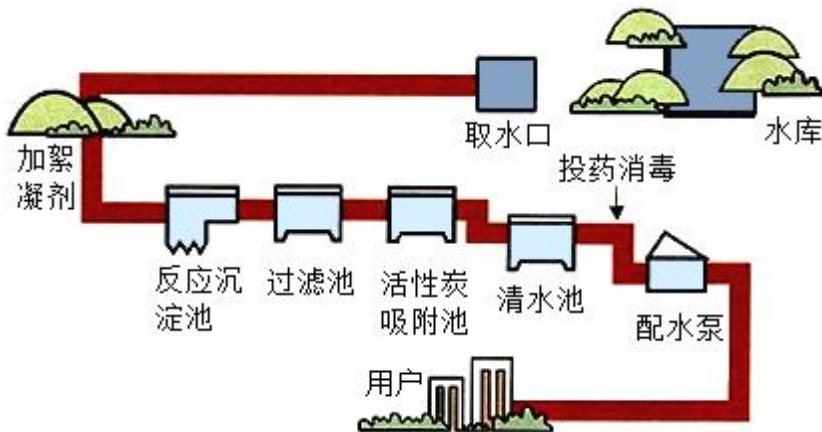 取水口
水库
加絮
凝剂
投药消毒
反应沉
淀池
过滤池
活性炭
吸附池
清水池
配水泵
用户